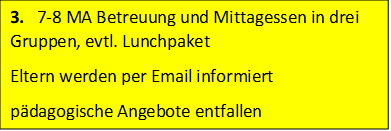 3. 7-8 MA Betreuung und Mittagessen in drei
Gruppen, evtl. Lunchpaket
Eltern werden per Email informiert
pädagogische Angebote entfallen